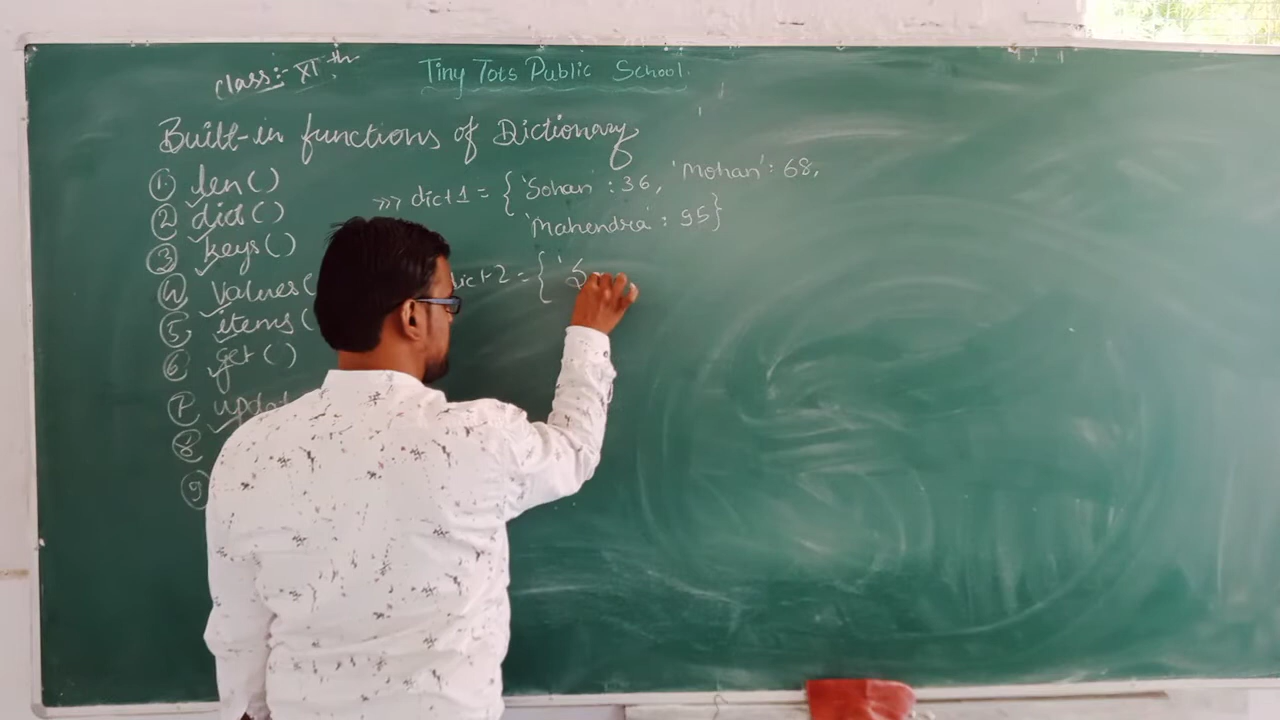 Class:- XI th
Tiny Tots Public School.
Built-in functions of Dictionary
① len()
② dict()
③ keys()
④ values(
⑤ items(
⑥ get()
⑦ updat
⑧
⑨
>>> dict1 = { 'Sohan' : 36, 'Mohan' : 68,
'Mahendra' : 95}
dict2 = { 'S